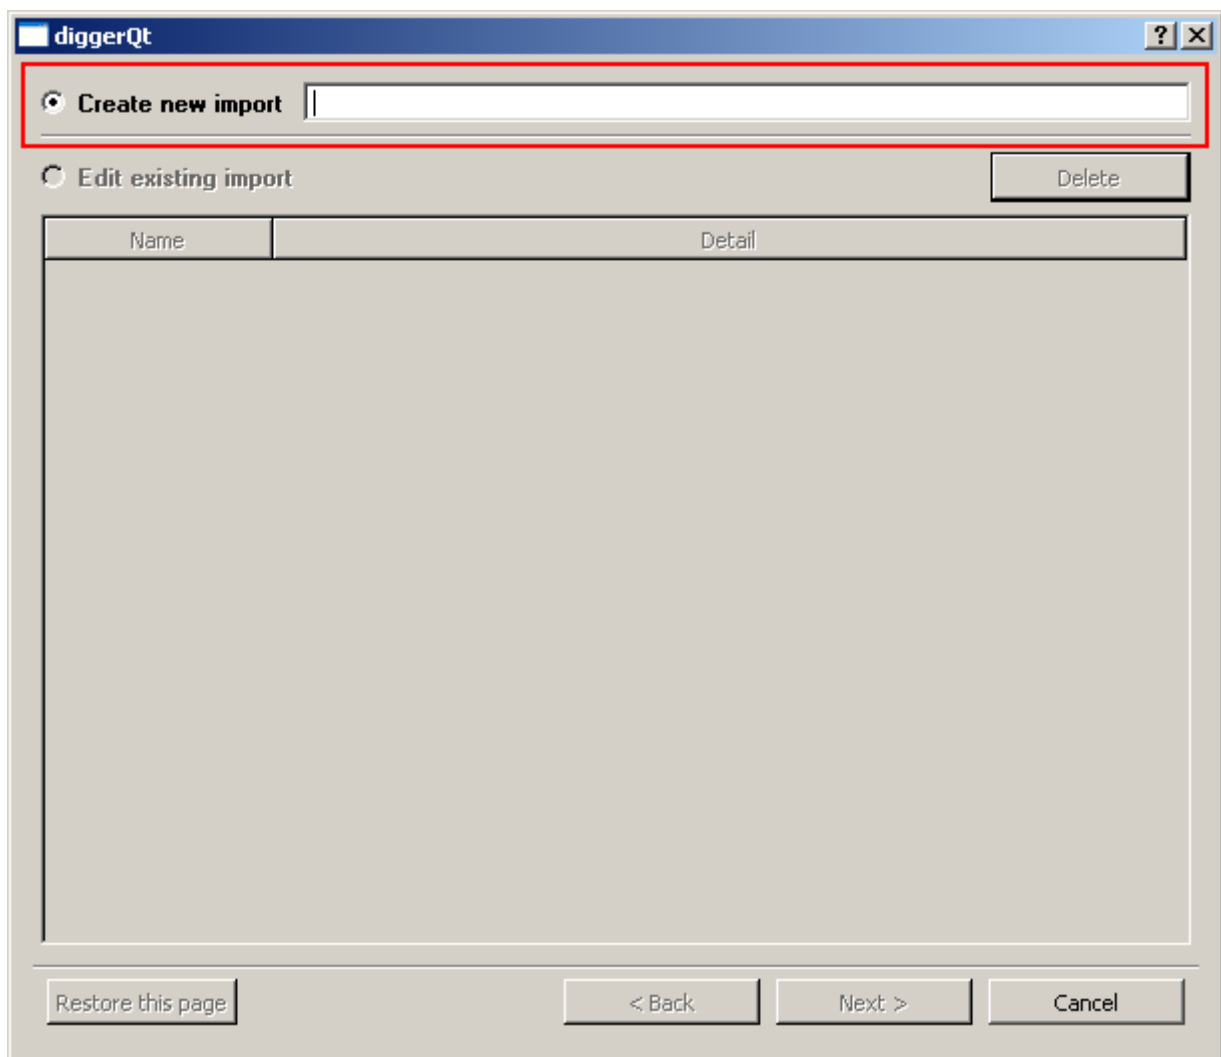 diggerQt
Create new import
Edit existing import Delete
Name Detail
Restore this page < Back Next > Cancel